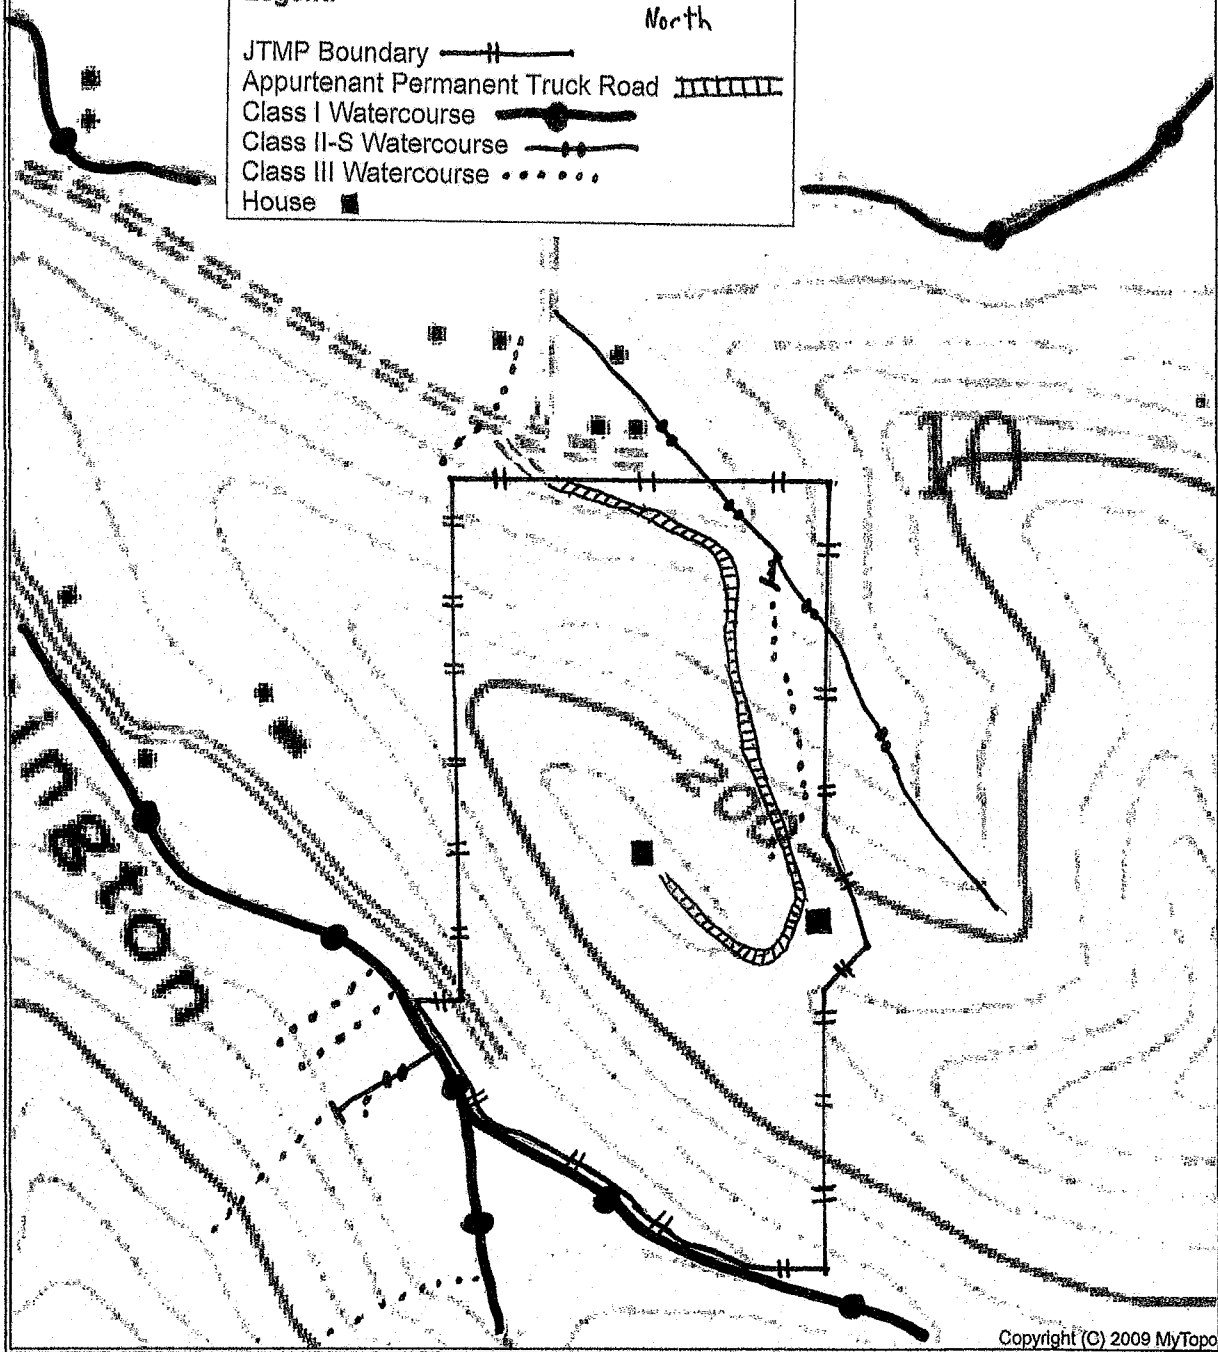 North
JTMP Boundary
Appurtenant Permanent Truck Road
Class I Watercourse
Class II-S Watercourse
Class III Watercourse
House
10
200
Copyright (C) 2009 MyTopo